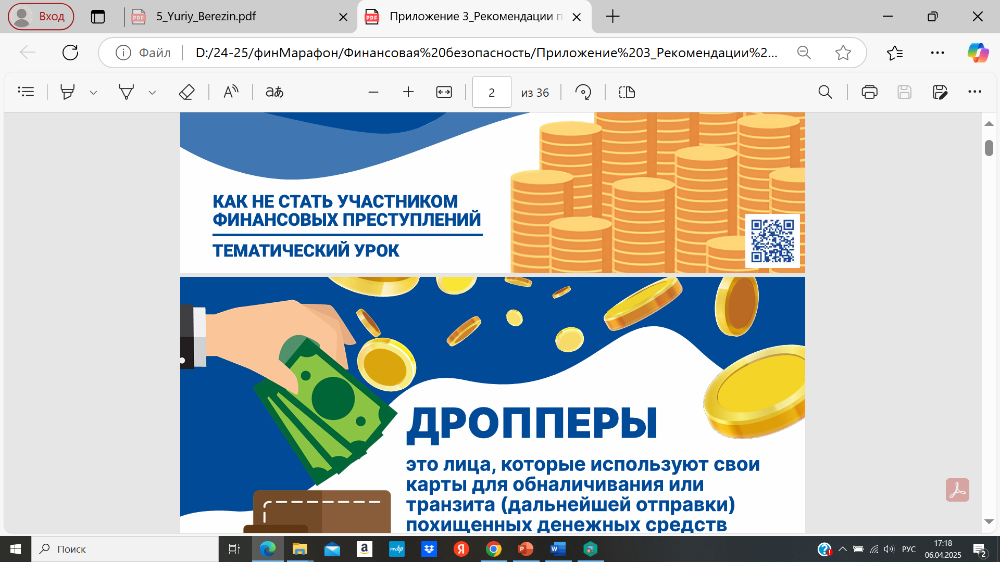 Вход
5_Yuriy_Berezin.pdf
Приложение 3_Рекомендации п
Файл
D:/24-25/финМарафон/Финансовая%20безопасность/Приложение%203_Рекомендации%2...
2 из 36
КАК НЕ СТАТЬ УЧАСТНИКОМ
ФИНАНСОВЫХ ПРЕСТУПЛЕНИЙ
ТЕМАТИЧЕСКИЙ УРОК
ДРОППЕРЫ
это лица, которые используют свои
карты для обналичивания или
транзита (дальнейшей отправки)
похищенных денежных средств
Поиск
РУС
17:18
06.04.2025
2